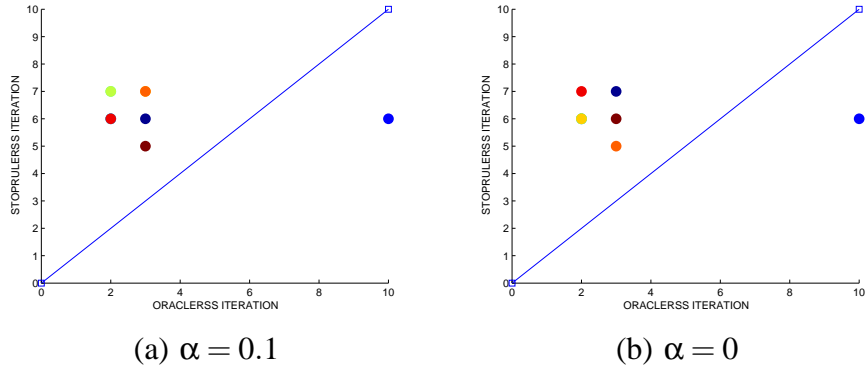 10
9
8
7
6
5
4
3
2
1
0
0 2 4 6 8 10
STOPRULERSS ITERATION
ORACLERSS ITERATION
(a) α = 0.1
10
9
8
7
6
5
4
3
2
1
0
0 2 4 6 8 10
STOPRULERSS ITERATION
ORACLERSS ITERATION
(b) α = 0